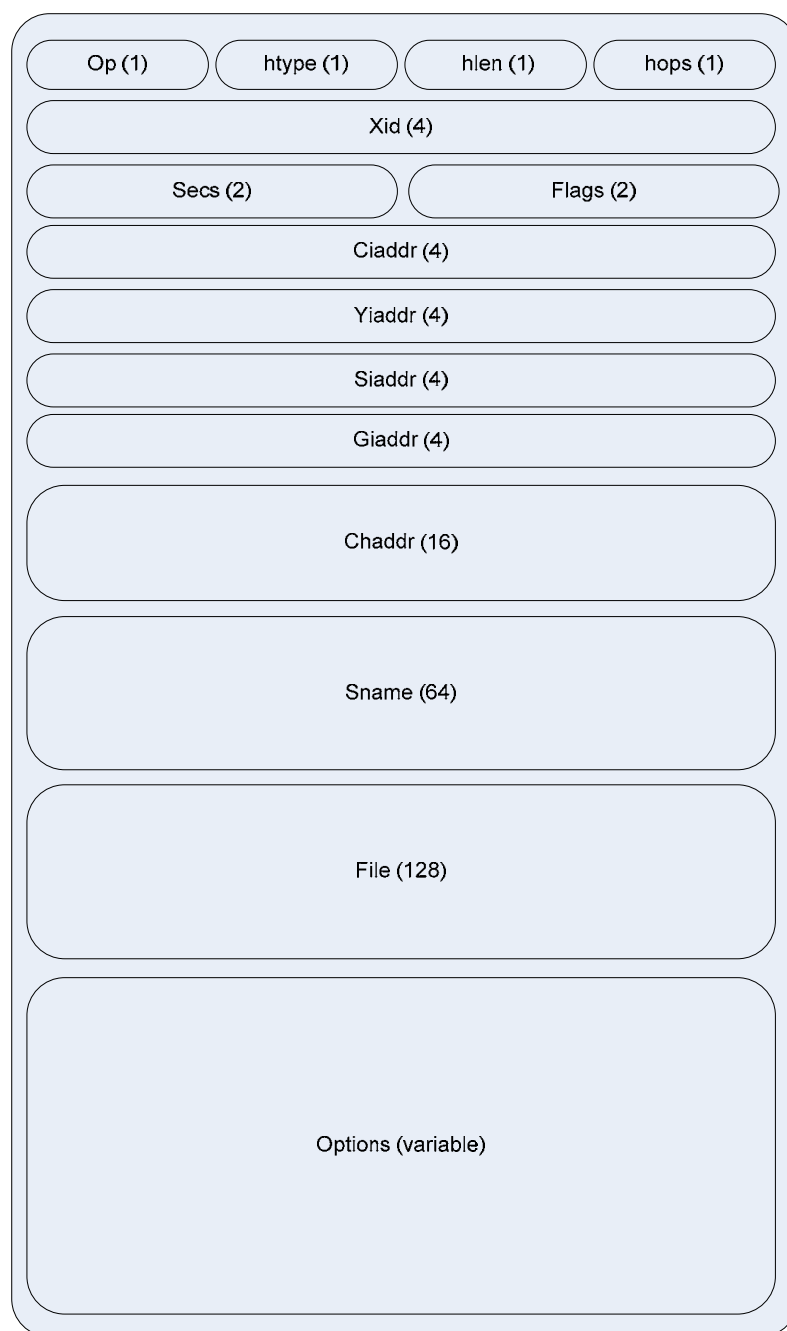 Op (1) htype (1) hlen (1) hops (1)
Xid (4)
Secs (2) Flags (2)
Ciaddr (4)
Yiaddr (4)
Siaddr (4)
Giaddr (4)
Chaddr (16)
Sname (64)
File (128)
Options (variable)